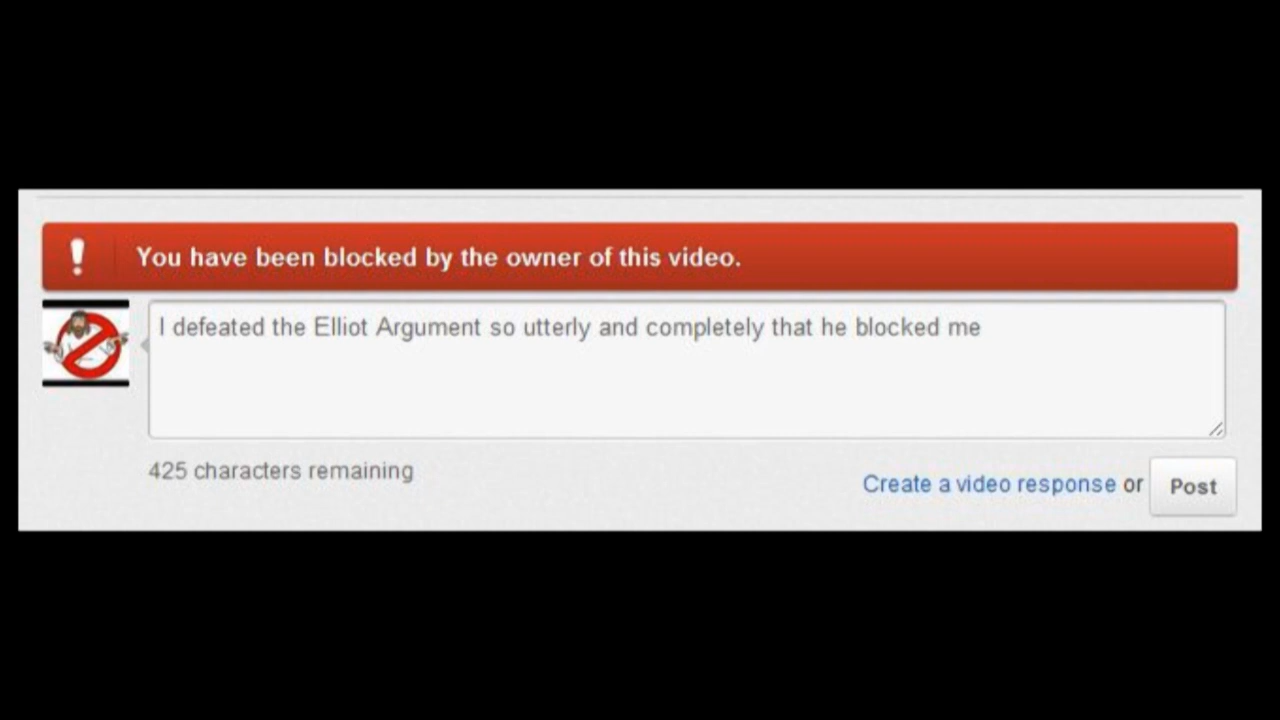 You have been blocked by the owner of this video.
I defeated the Elliot Argument so utterly and completely that he blocked me
425 characters remaining
Create a video response or Post